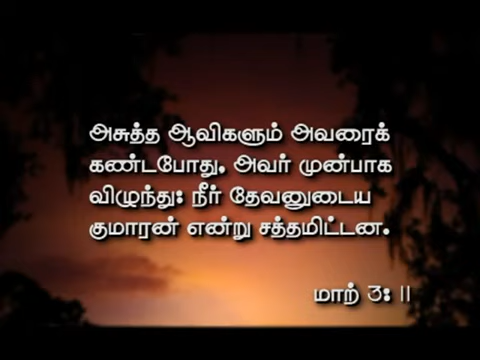 அசுத்த ஆவிகளும் அவரைக்
கண்டபோது, அவர் முன்பாக
விழுந்து: நீர் தேவனுடைய
குமாரன் என்று சத்தமிட்டன.
மாற் 3: 11